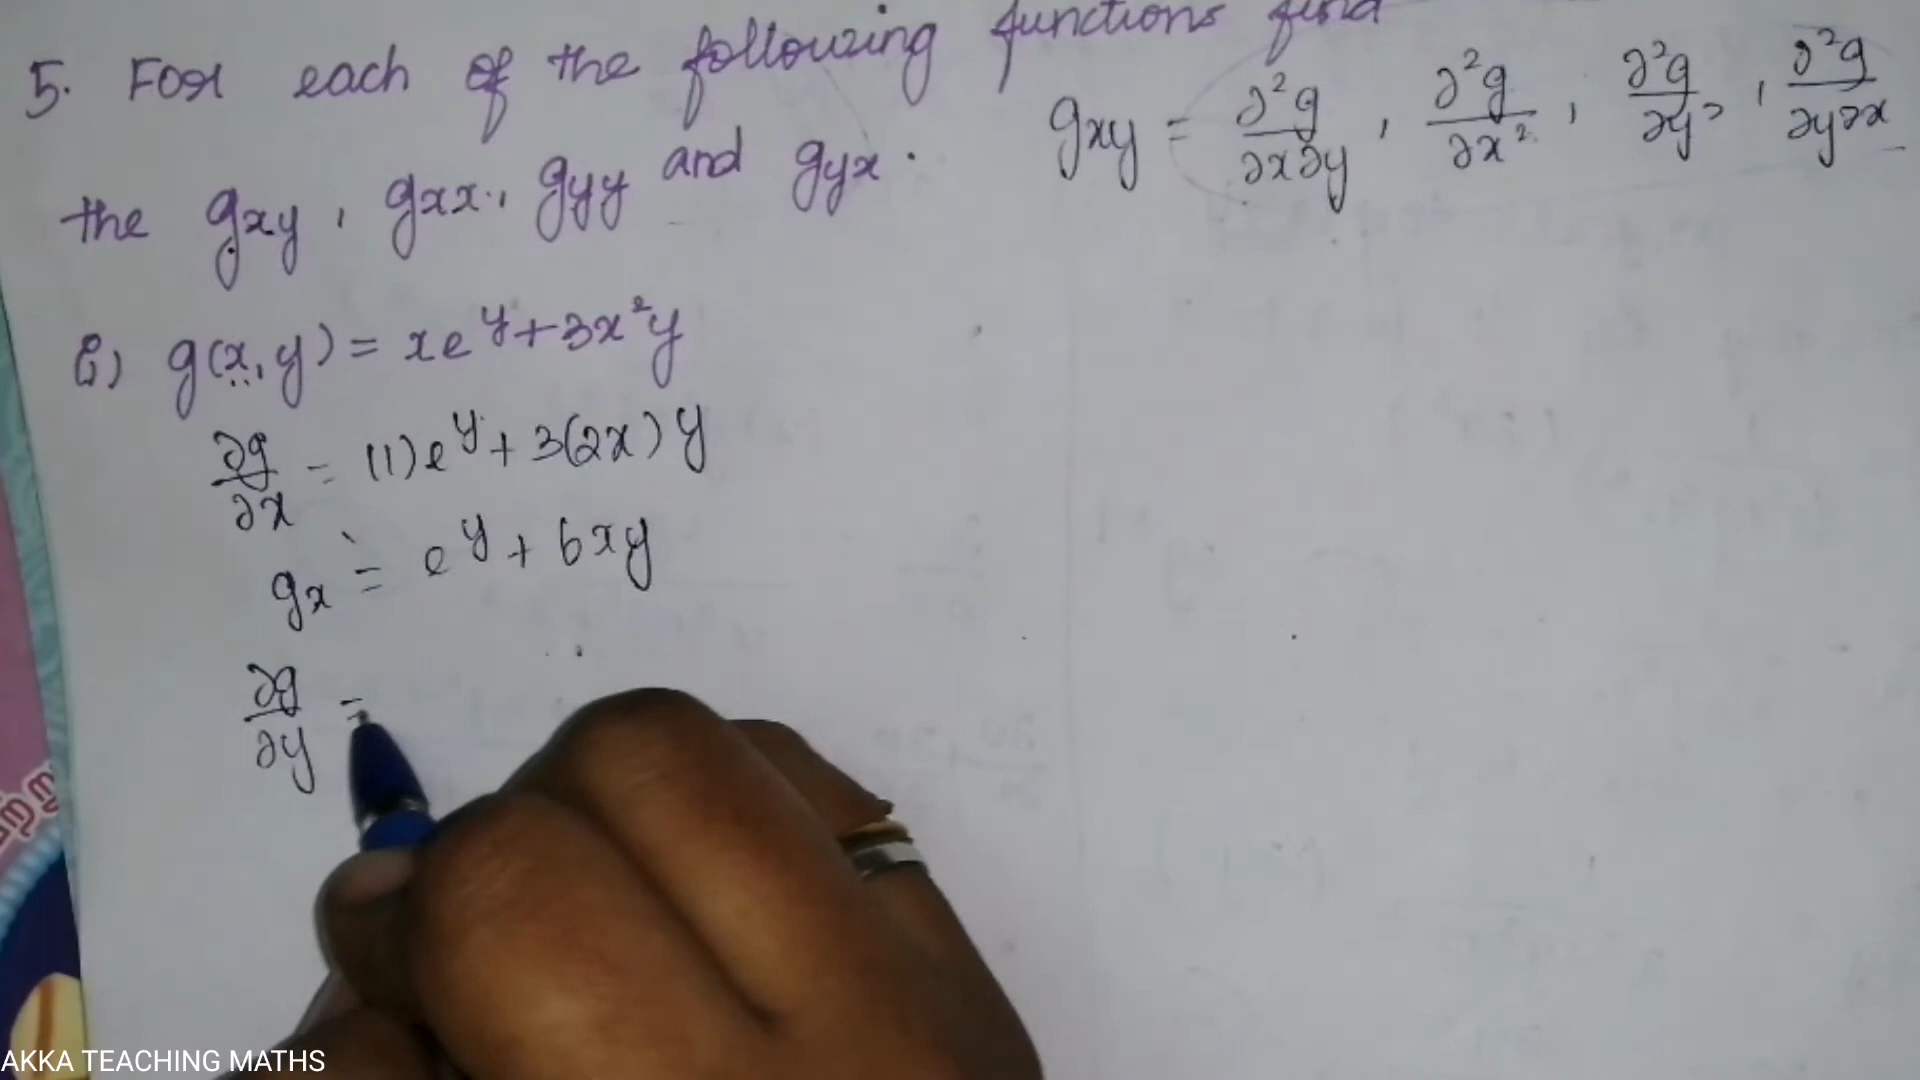 5. For each of the following functions find
the gxy, gxx, gyy and gyx.
gxy = ∂²g/∂x∂y, ∂²g/∂x², ∂²g/∂y², ∂²g/∂y∂x
i) g(x,y) = xe^y + 3x²y
∂g/∂x = (1)e^y + 3(2x)y
gx = e^y + 6xy
∂g/∂y =
AKKA TEACHING MATHS